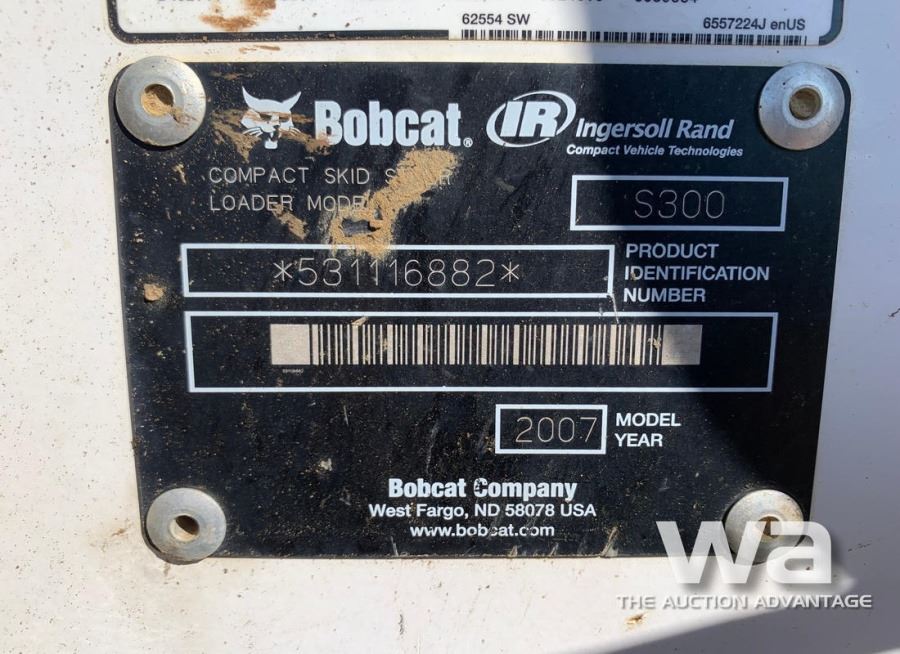 62554 SW
6557224J enUS
Bobcat®
IR Ingersoll Rand
Compact Vehicle Technologies
COMPACT SKID
LOADER
S300
*531116882*
PRODUCT
IDENTIFICATION
NUMBER
2007
MODEL
YEAR
Bobcat Company
West Fargo, ND 58078 USA
www.bobcat.com
wa
THE AUCTION ADVANTAGE